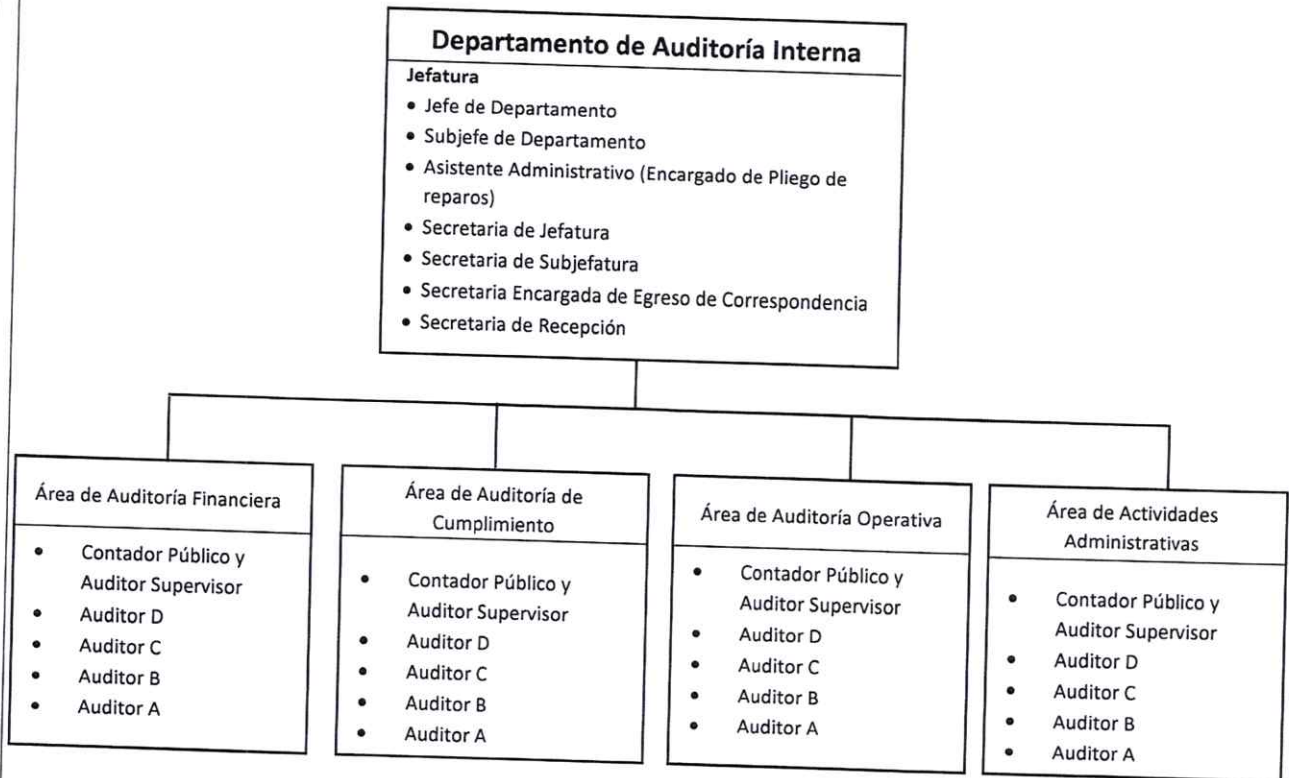 Departamento de Auditoría Interna
Jefatura
• Jefe de Departamento
• Subjefe de Departamento
• Asistente Administrativo (Encargado de Pliego de
reparos)
• Secretaria de Jefatura
• Secretaria de Subjefatura
• Secretaria Encargada de Egreso de Correspondencia
• Secretaria de Recepción
Área de Auditoría Financiera
• Contador Público y
Auditor Supervisor
• Auditor D
• Auditor C
• Auditor B
• Auditor A
Área de Auditoría de
Cumplimiento
• Contador Público y
Auditor Supervisor
• Auditor D
• Auditor C
• Auditor B
• Auditor A
Área de Auditoría Operativa
• Contador Público y
Auditor Supervisor
• Auditor D
• Auditor C
• Auditor B
• Auditor A
Área de Actividades
Administrativas
• Contador Público y
Auditor Supervisor
• Auditor D
• Auditor C
• Auditor B
• Auditor A